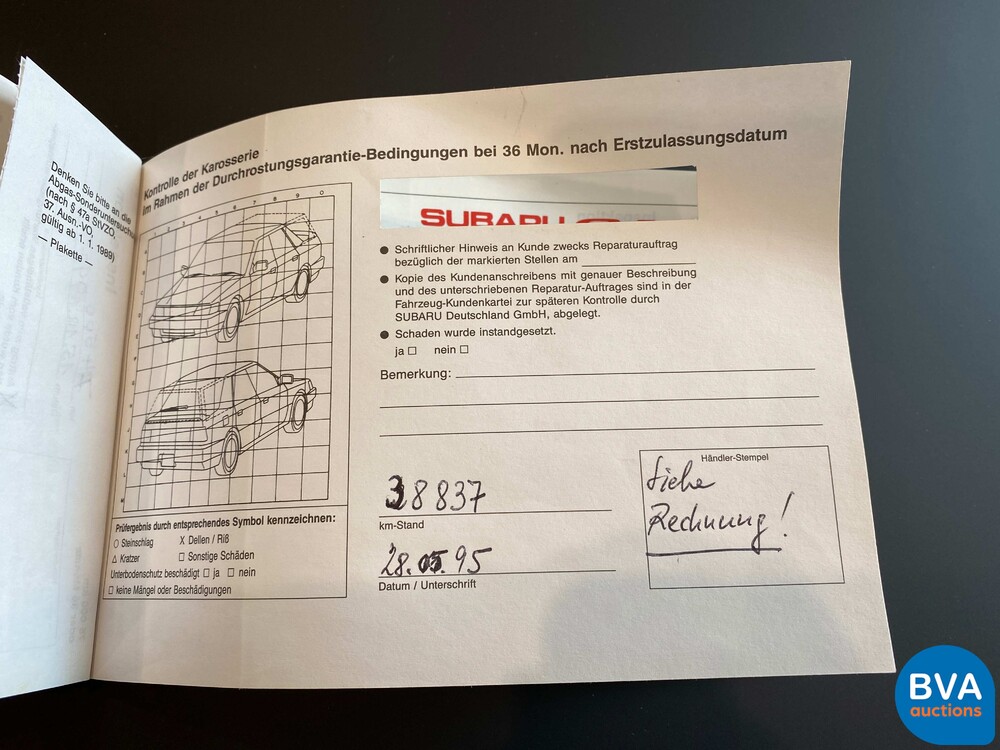 Denken Sie bitte an die
Abgas-Sonderuntersuchung
(nach § 47a StVZO,
37. Ausn.-VO,
gültig ab 1. 1. 1989)
— Plakette —
Kontrolle der Karosserie
im Rahmen der Durchrostungsgarantie-Bedingungen bei 36 Mon. nach Erstzulassungsdatum
SUBARU
● Schriftlicher Hinweis an Kunde zwecks Reparaturauftrag
bezüglich der markierten Stellen am
● Kopie des Kundenanschreibens mit genauer Beschreibung
und des unterschriebenen Reparatur-Auftrages sind in der
Fahrzeug-Kundenkartei zur späteren Kontrolle durch
SUBARU Deutschland GmbH, abgelegt.
● Schaden wurde instandgesetzt.
ja □ nein □
Bemerkung:
38837
km-Stand
28.05.95
Datum / Unterschrift
Händler-Stempel
Siehe
Rechnung!
Prüfergebnis durch entsprechendes Symbol kennzeichnen:
○ Steinschlag X Dellen / Riß
△ Kratzer □ Sonstige Schäden
Unterbodenschutz beschädigt □ ja □ nein
□ keine Mängel oder Beschädigungen
BVA
auctions